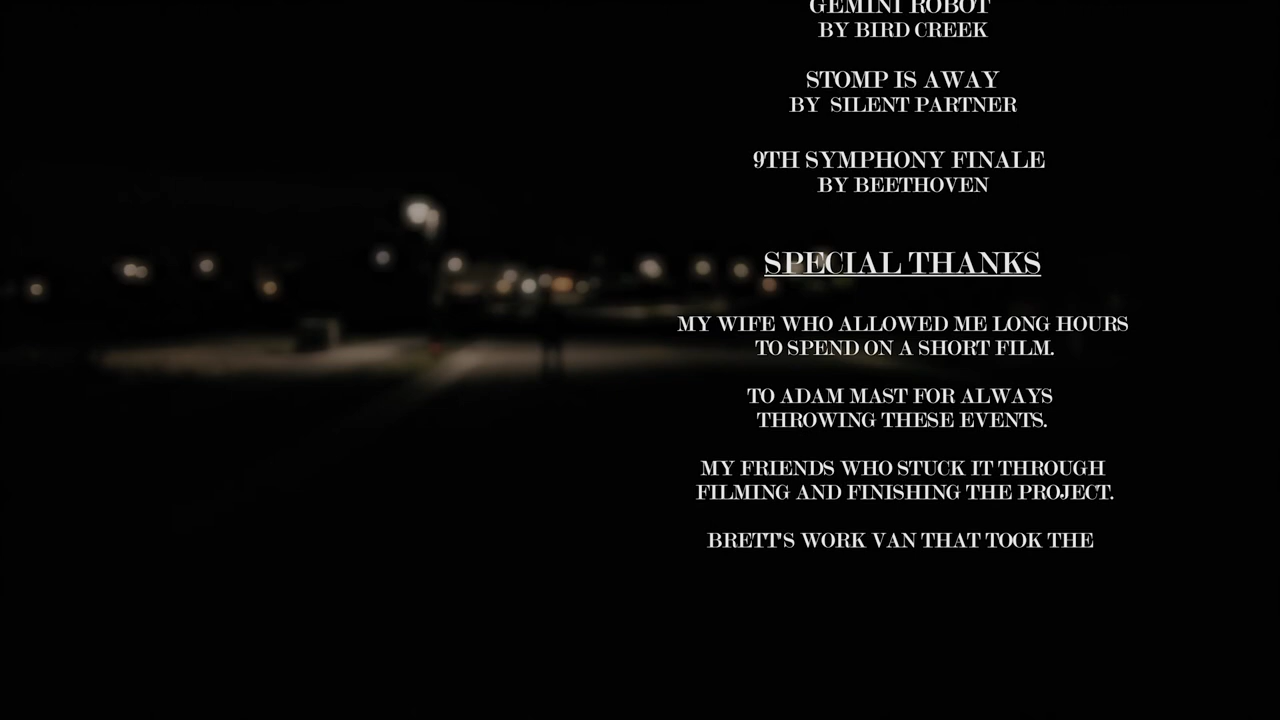 GEMINI ROBOT
BY BIRD CREEK
STOMP IS AWAY
BY SILENT PARTNER
9TH SYMPHONY FINALE
BY BEETHOVEN
SPECIAL THANKS
MY WIFE WHO ALLOWED ME LONG HOURS
TO SPEND ON A SHORT FILM.
TO ADAM MAST FOR ALWAYS
THROWING THESE EVENTS.
MY FRIENDS WHO STUCK IT THROUGH
FILMING AND FINISHING THE PROJECT.
BRETT'S WORK VAN THAT TOOK THE